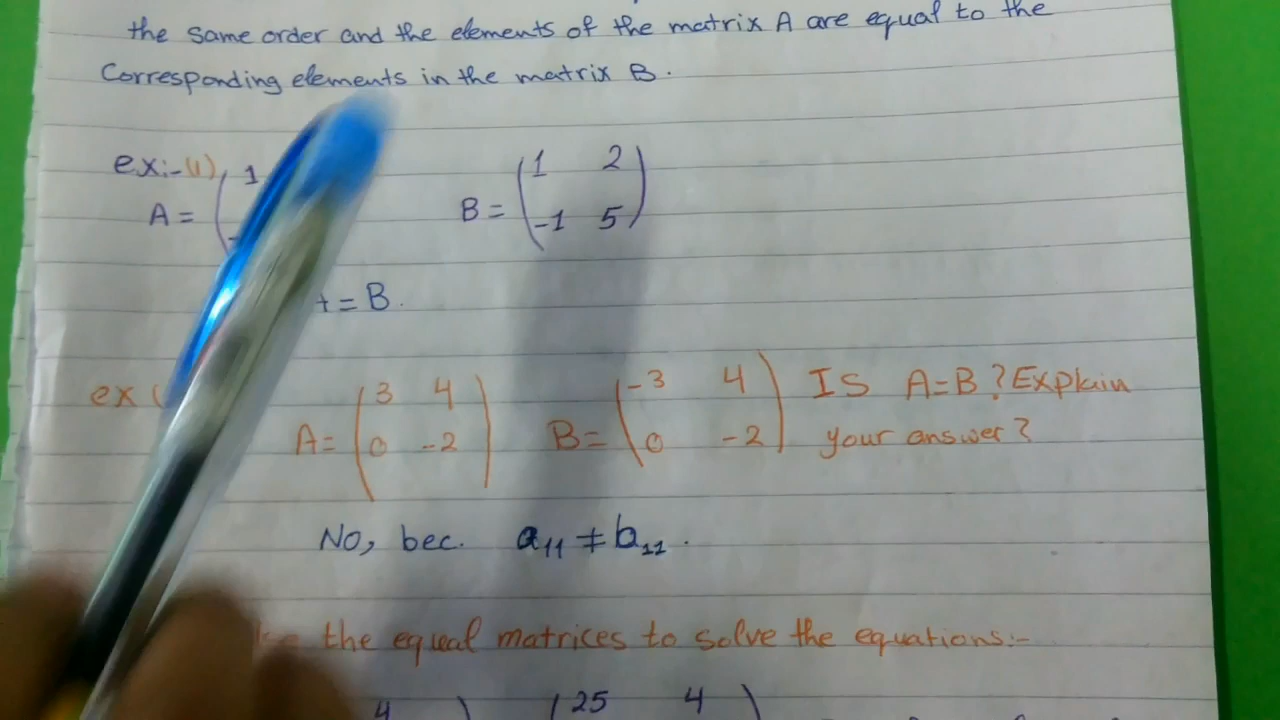 the same order and the elements of the matrix A are equal to the
Corresponding elements in the matrix B.
ex:-(1)
A = ( 1
B = ( 1 2
-1 5 )
= B.
ex (
A = ( 3 4
0 -2 )
B = ( -3 4
0 -2 )
Is A=B? Explain
your answer?
No, bec. a11 ≠ b11.
the equal matrices to solve the equations:-
4 )
( 25 4 )